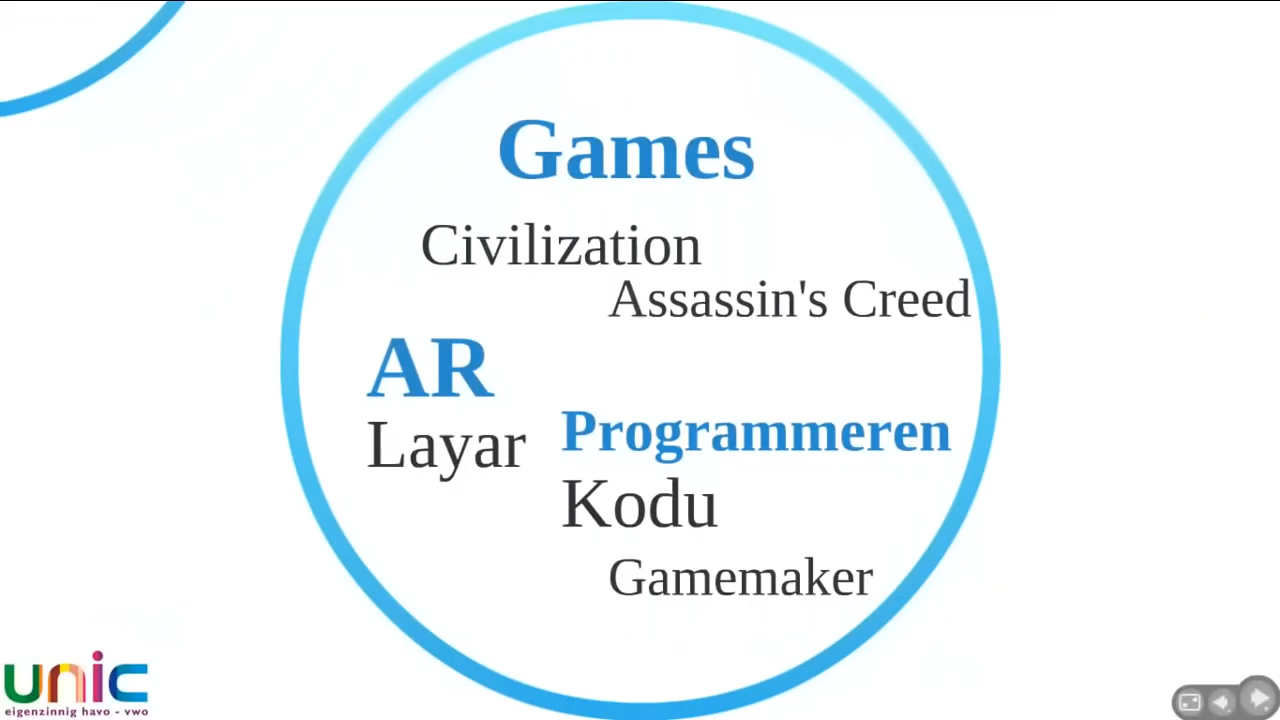 Games
Civilization
Assassin's Creed
AR
Layar
Programmeren
Kodu
Gamemaker
unic
eigenzinnig havo - vwo